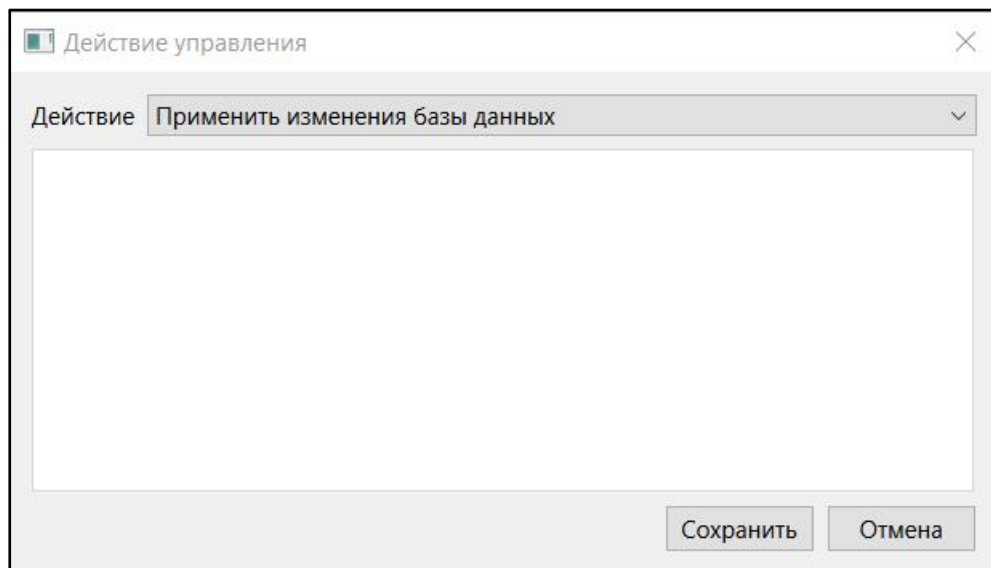 Действие управления
Действие Применить изменения базы данных
Сохранить Отмена